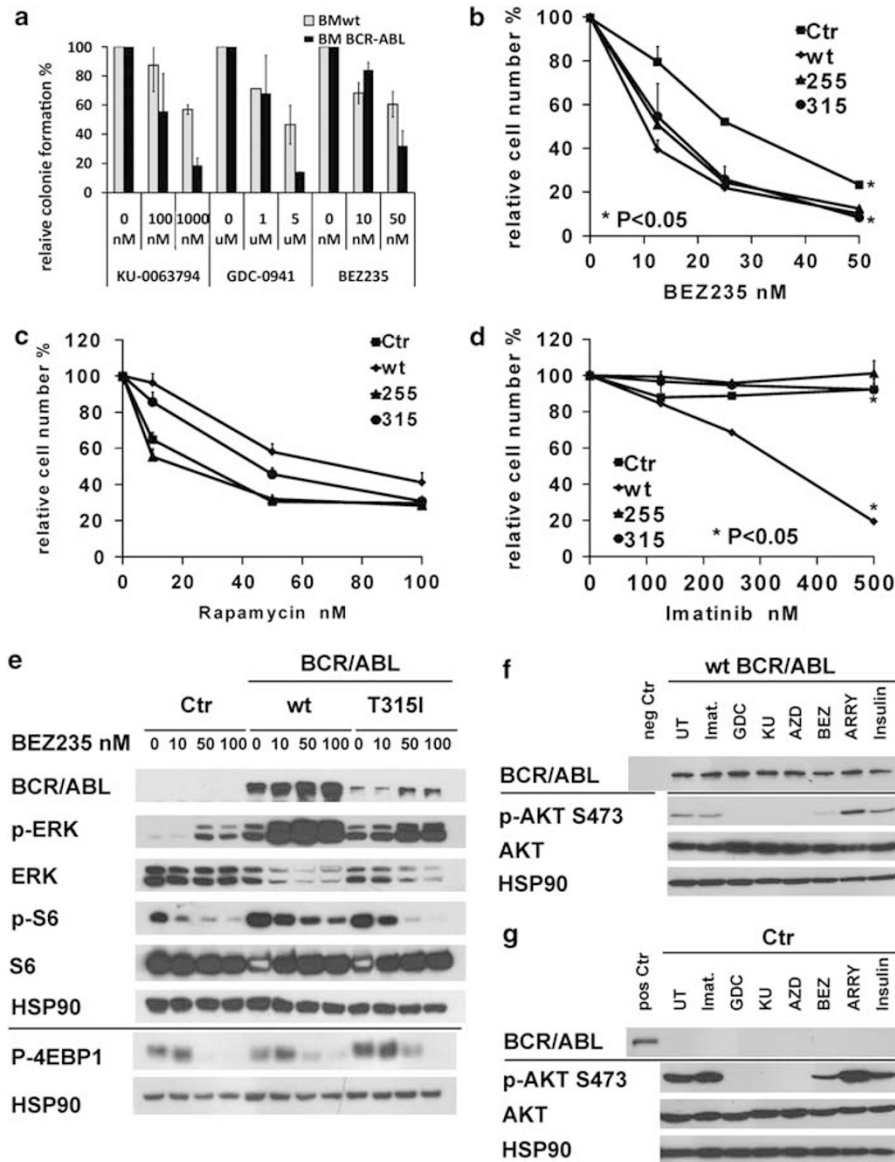 a
BMwt
BM BCR-ABL
relaive colonie formation %
100
80
60
40
20
0
0 100 1000 0 1 5 0 10 50
nM nM nM uM uM uM nM nM nM
KU-0063794 GDC-0941 BEZ235
b
relative cell number %
100
80
60
40
20
0
Ctr
wt
255
315
*
*
* P<0.05
0 10 20 30 40 50
BEZ235 nM
c
relative cell number %
120
100
80
60
40
20
0
Ctr
wt
255
315
0 20 40 60 80 100
Rapamycin nM
d
relative cell number %
120
100
80
60
40
20
0
Ctr
wt
255
315
*
*
* P<0.05
0 100 200 300 400 500
Imatinib nM
e
BCR/ABL
Ctr wt T315I
BEZ235 nM 0 10 50 100 0 10 50 100 0 10 50 100
BCR/ABL
p-ERK
ERK
p-S6
S6
HSP90
P-4EBP1
HSP90
f
wt BCR/ABL
neg Ctr UT Imat. GDC KU AZD BEZ ARRY Insulin
BCR/ABL
p-AKT S473
AKT
HSP90
g
Ctr
pos Ctr UT Imat. GDC KU AZD BEZ ARRY Insulin
BCR/ABL
p-AKT S473
AKT
HSP90